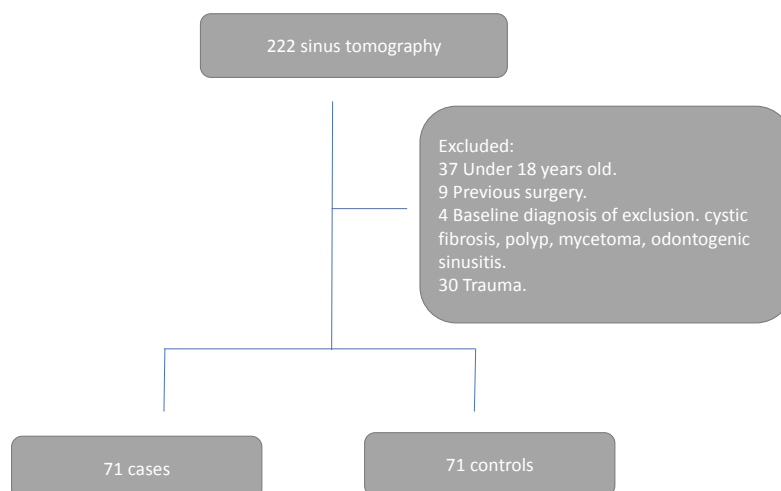 222 sinus tomography
Excluded:
37 Under 18 years old.
9 Previous surgery.
4 Baseline diagnosis of exclusion. cystic
fibrosis, polyp, mycetoma, odontogenic
sinusitis.
30 Trauma.
71 cases
71 controls